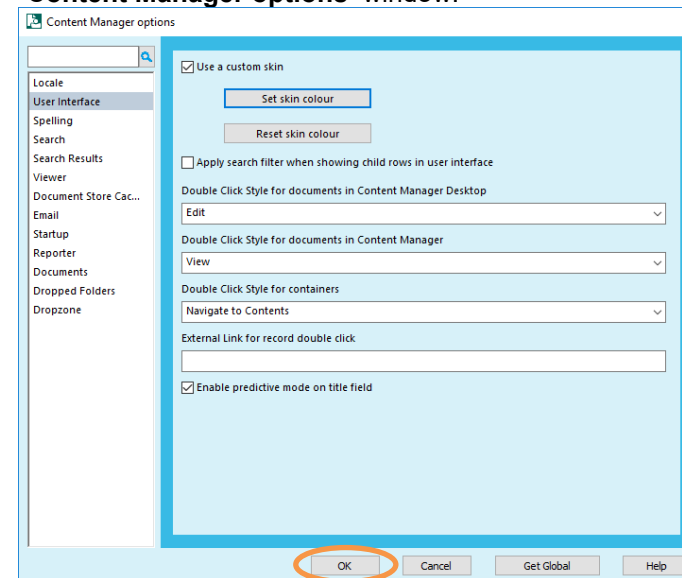 Content Manager options window
Content Manager options
Locale
User Interface
Spelling
Search
Search Results
Viewer
Document Store Cac...
Email
Startup
Reporter
Documents
Dropped Folders
Dropzone
Use a custom skin
Set skin colour
Reset skin colour
Apply search filter when showing child rows in user interface
Double Click Style for documents in Content Manager Desktop
Edit
Double Click Style for documents in Content Manager
View
Double Click Style for containers
Navigate to Contents
External Link for record double click
Enable predictive mode on title field
OK
Cancel
Get Global
Help